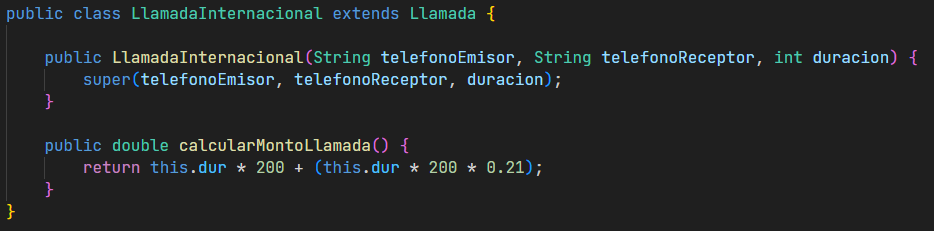 public class LlamadaInternacional extends Llamada {
public LlamadaInternacional(String telefonoEmisor, String telefonoReceptor, int duracion) {
super(telefonoEmisor, telefonoReceptor, duracion);
}
public double calcularMontoLlamada() {
return this.dur * 200 + (this.dur * 200 * 0.21);
}
}